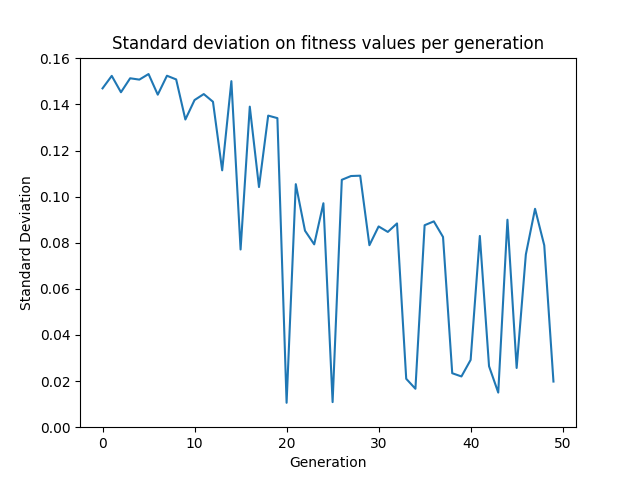 Standard deviation on fitness values per generation
0.16
0.14
0.12
0.10
0.08
0.06
0.04
0.02
0.00
Standard Deviation
0 10 20 30 40 50
Generation